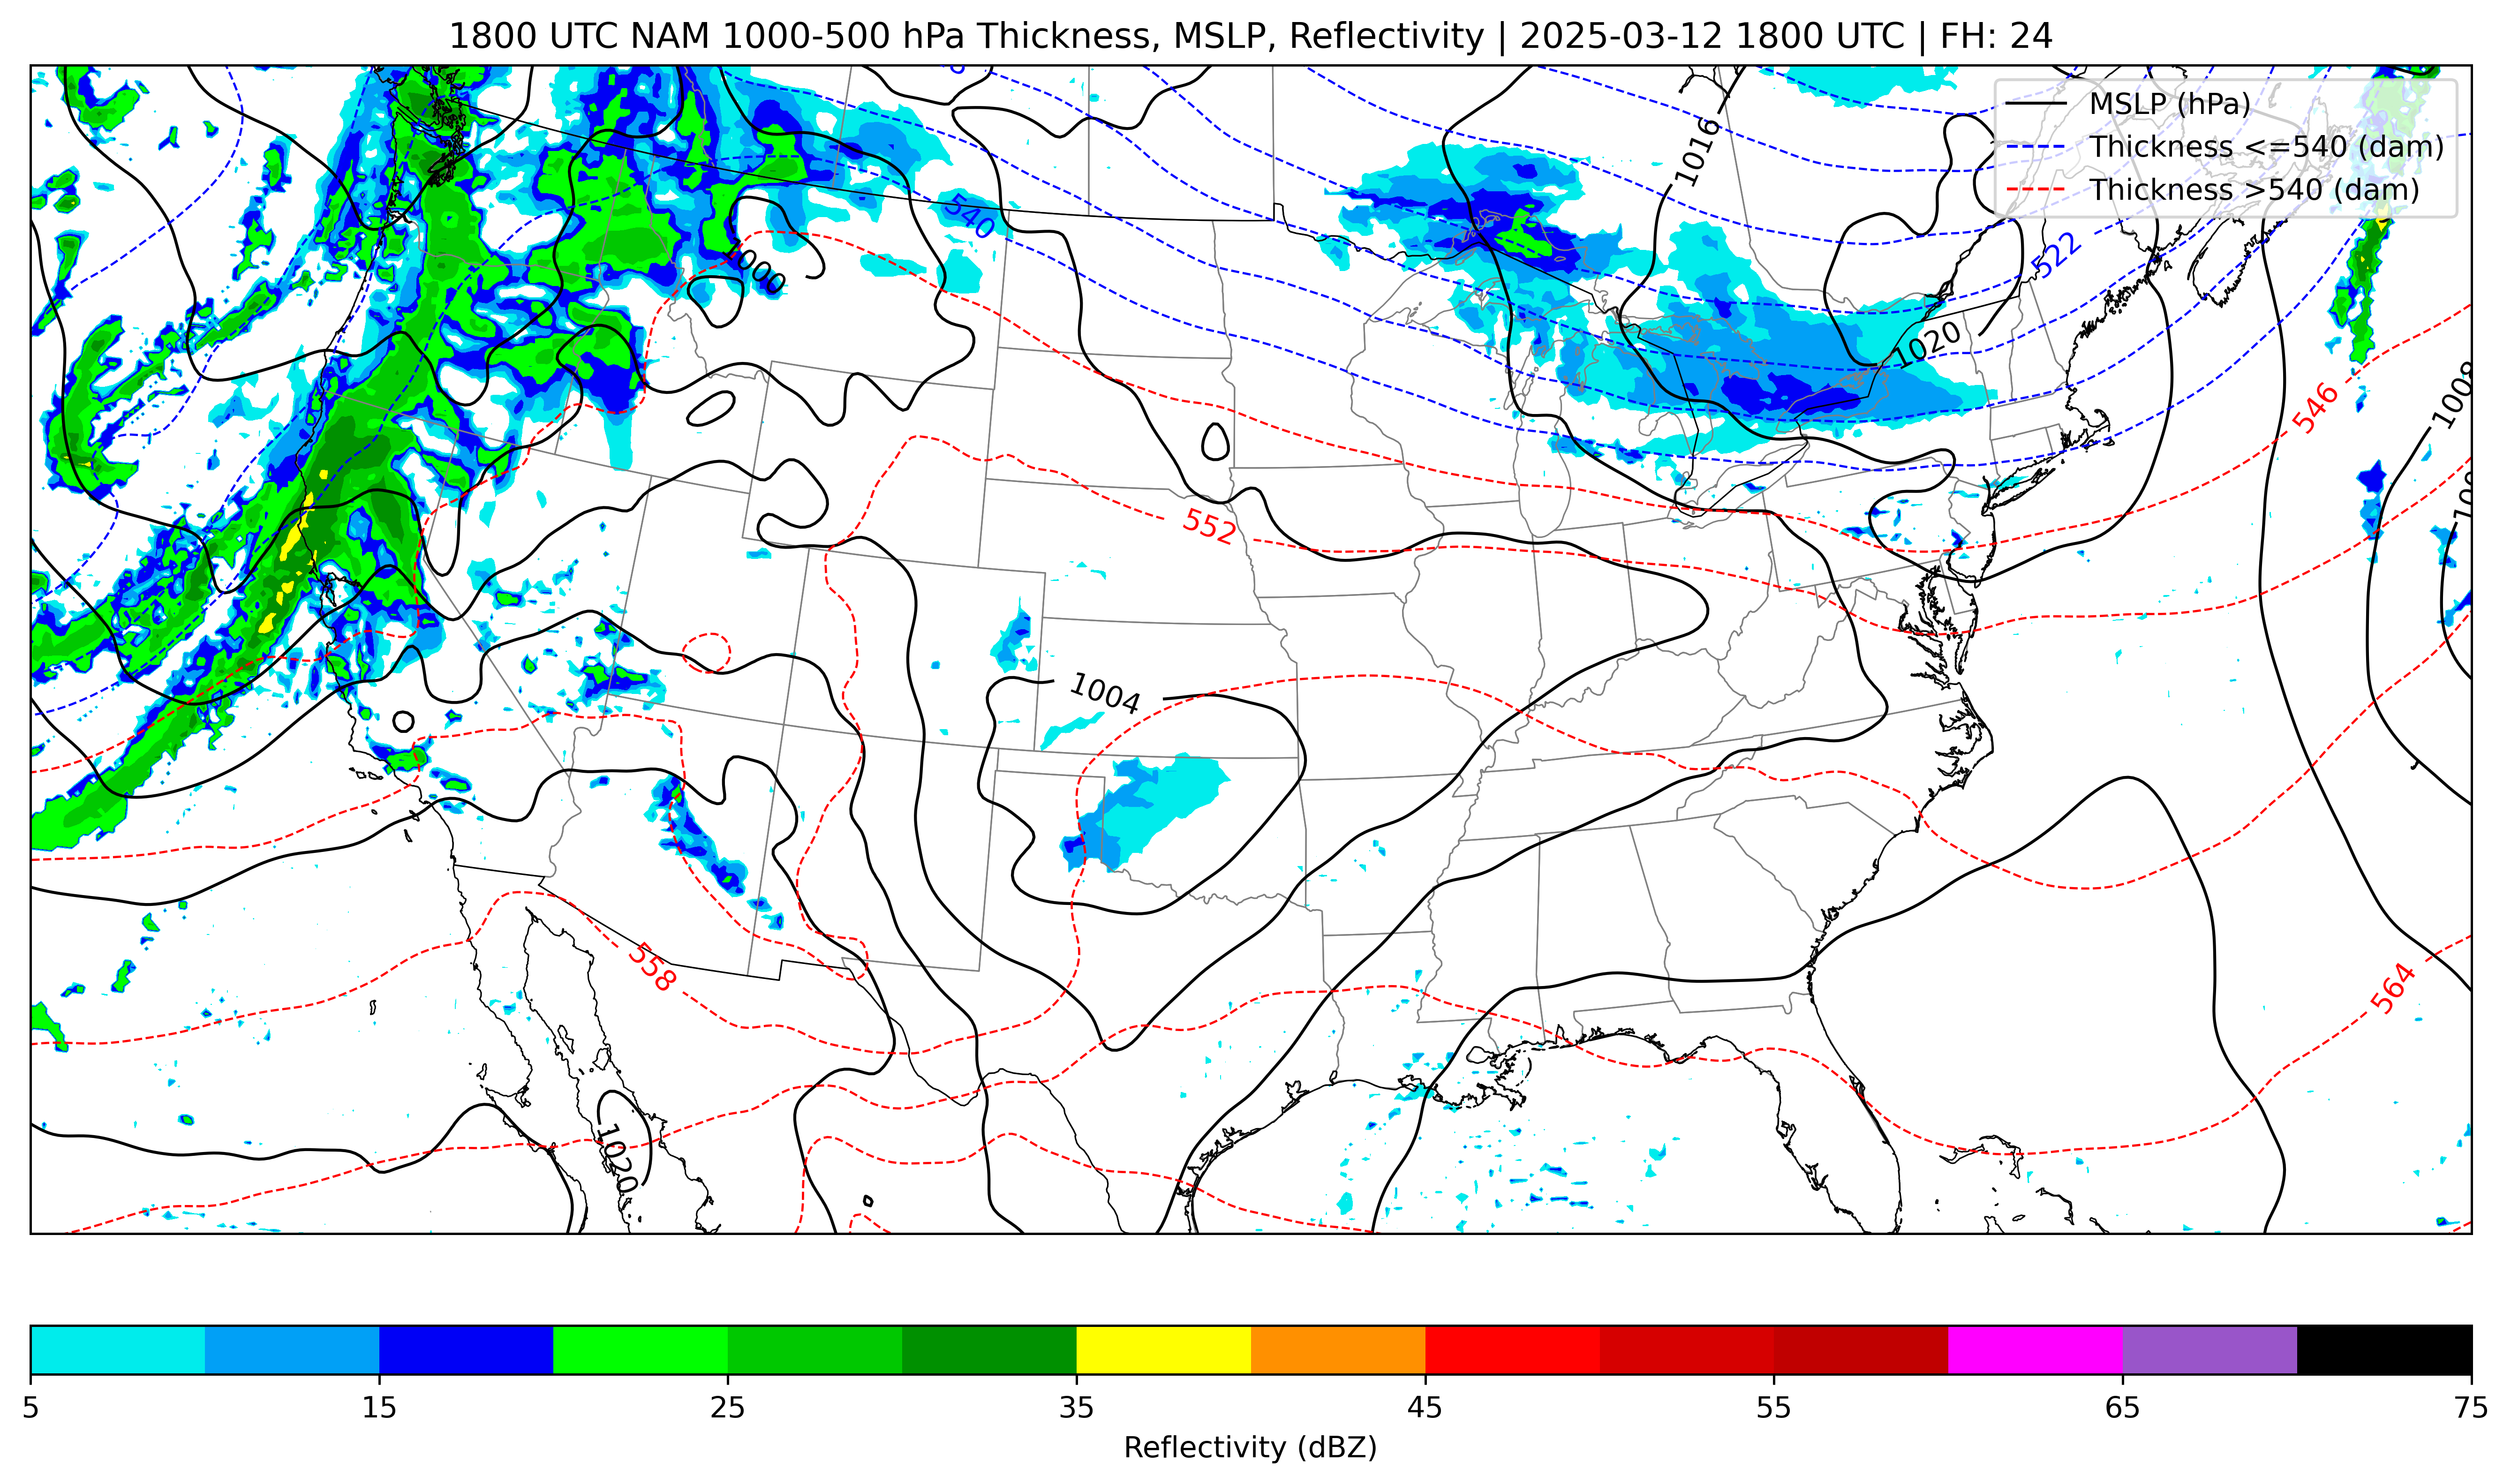 1800 UTC NAM 1000-500 hPa Thickness, MSLP, Reflectivity | 2025-03-12 1800 UTC | FH: 24
MSLP (hPa)
Thickness <=540 (dam)
Thickness >540 (dam)
1016
540
522
1000
1020
546
1008
552
1004
558
564
1020
5 15 25 35 45 55 65 75
Reflectivity (dBZ)